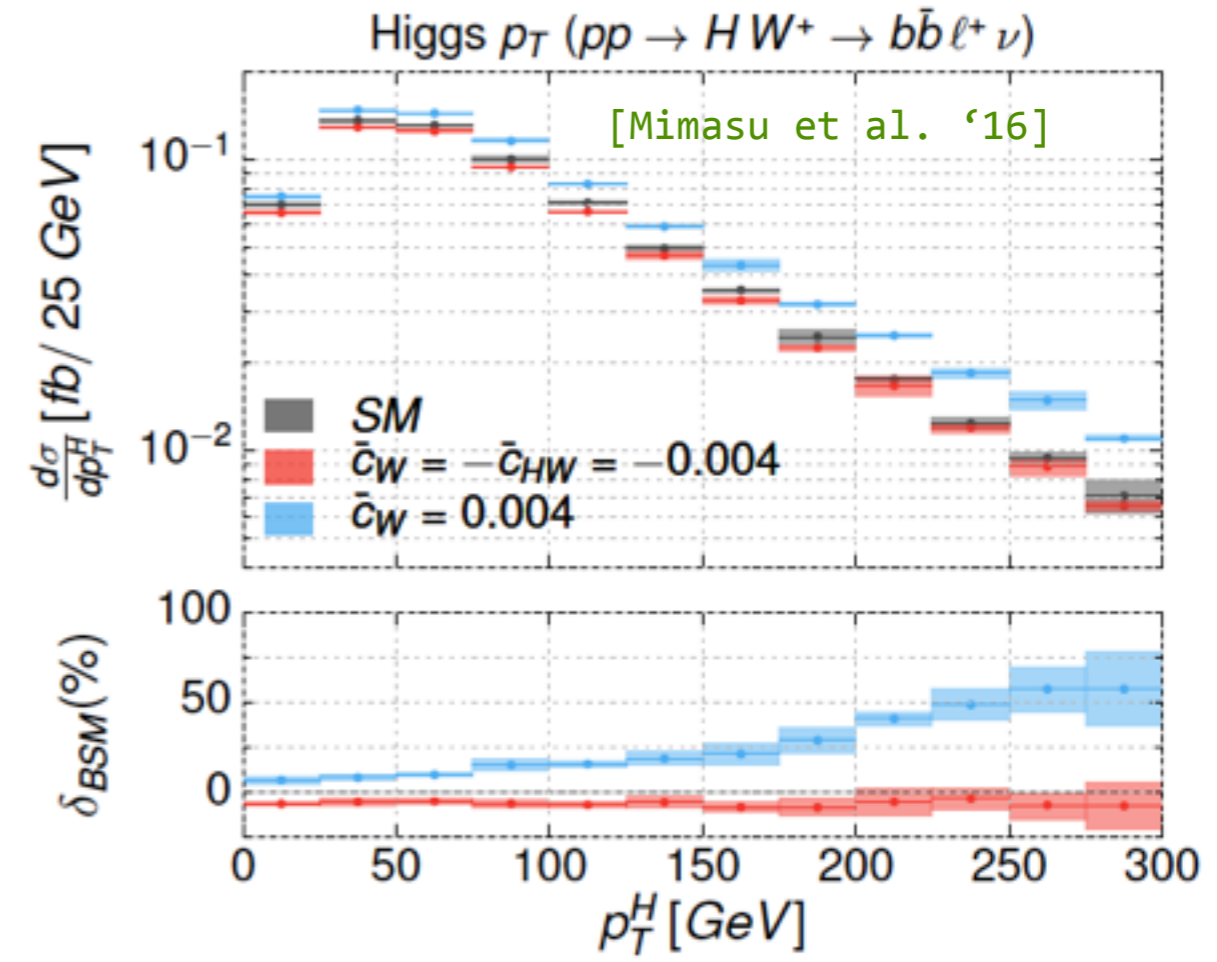 Higgs p_T (pp → H W⁺ → b b̄ ℓ⁺ ν)
[Mimasu et al. ‘16]
10⁻¹
10⁻²
dσ/dp_T^H [fb/ 25 GeV]
SM
c̄_W = −c̄_HW = −0.004
c̄_W = 0.004
100
50
0
δ_BSM(%)
0 50 100 150 200 250 300
p_T^H [GeV]